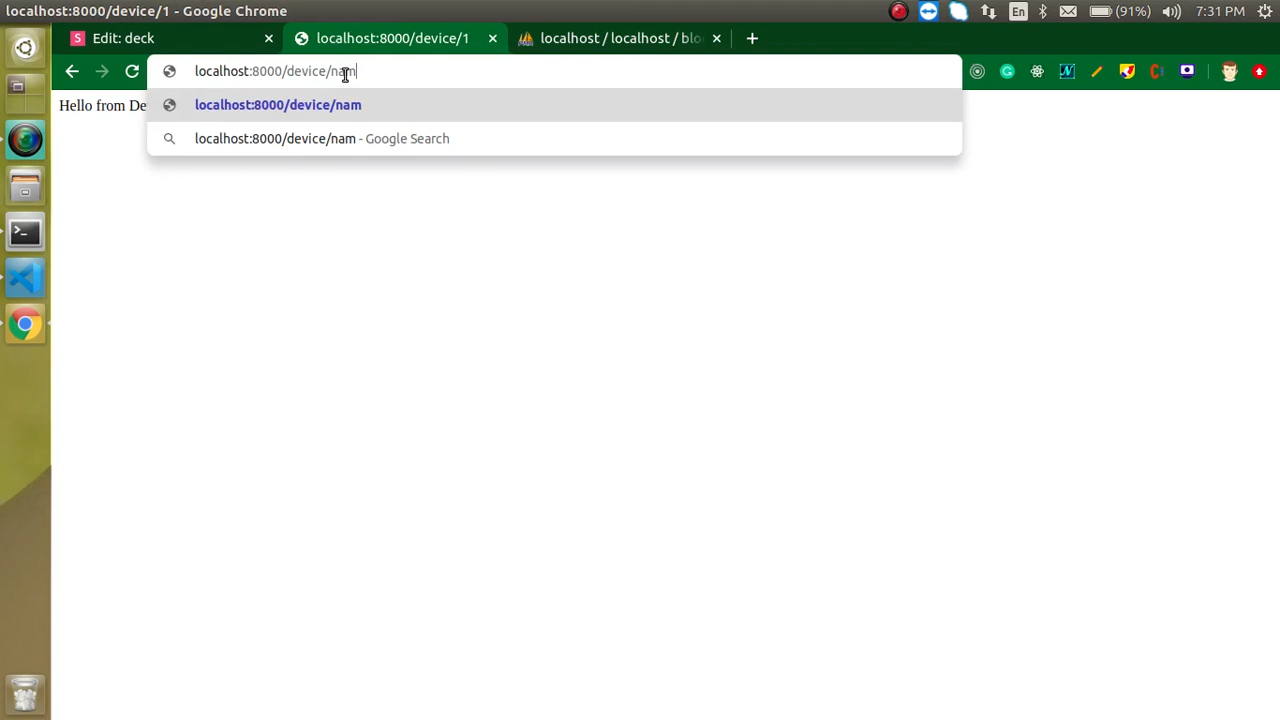 localhost:8000/device/1 - Google Chrome
En
(91%)
7:31 PM
Edit: deck
localhost:8000/device/1
localhost / localhost / blo
localhost:8000/device/nam
localhost:8000/device/nam
localhost:8000/device/nam - Google Search
Hello from De